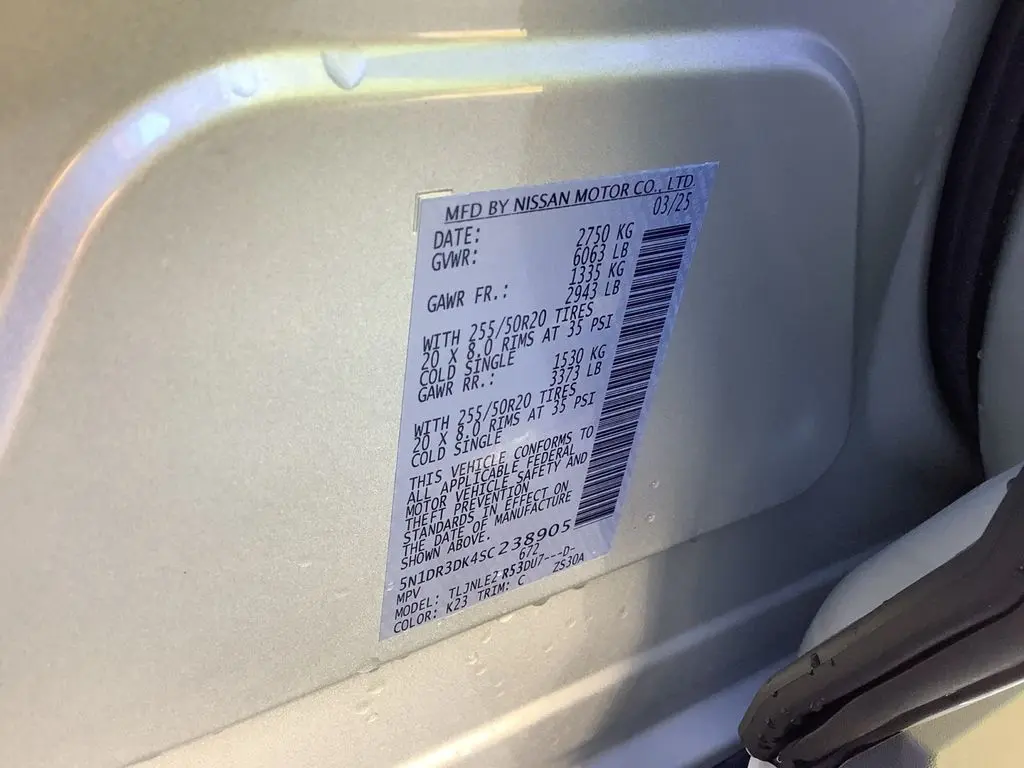 MFD BY NISSAN MOTOR CO., LTD
DATE: 03/25
GVWR: 2750 KG
6063 LB
GAWR FR.: 1335 KG
2943 LB
WITH 255/50R20 TIRES
20 X 8.0 RIMS AT 35 PSI
COLD SINGLE
GAWR RR.: 1530 KG
3373 LB
WITH 255/50R20 TIRES
20 X 8.0 RIMS AT 35 PSI
COLD SINGLE
THIS VEHICLE CONFORMS TO
ALL APPLICABLE FEDERAL
MOTOR VEHICLE SAFETY AND
THEFT PREVENTION
STANDARDS IN EFFECT ON
THE DATE OF MANUFACTURE
SHOWN ABOVE.
5N1DR3DK4SC238905
MPV 672
MODEL: TLJNLEZR53DU7---D-
COLOR: K23 TRIM: C ZS30A